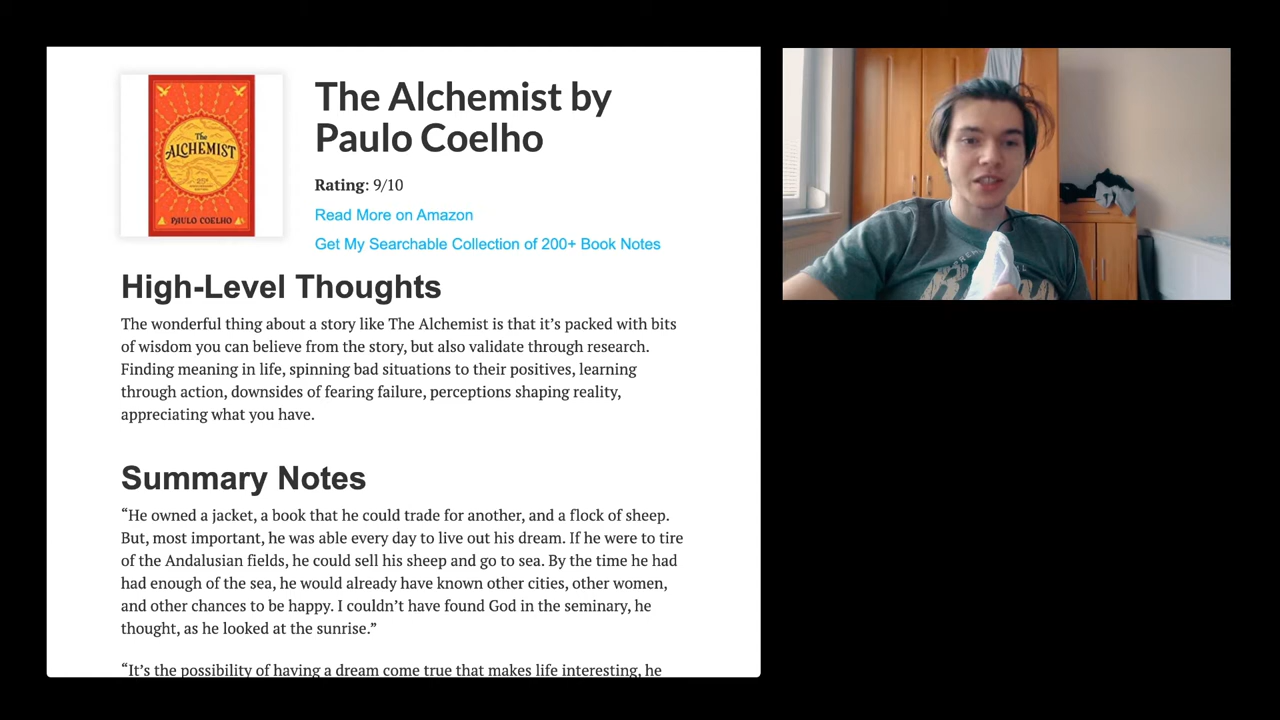 The
ALCHEMIST
PAULO COELHO
The Alchemist by
Paulo Coelho
Rating: 9/10
Read More on Amazon
Get My Searchable Collection of 200+ Book Notes
High-Level Thoughts
The wonderful thing about a story like The Alchemist is that it’s packed with bits
of wisdom you can believe from the story, but also validate through research.
Finding meaning in life, spinning bad situations to their positives, learning
through action, downsides of fearing failure, perceptions shaping reality,
appreciating what you have.
Summary Notes
“He owned a jacket, a book that he could trade for another, and a flock of sheep.
But, most important, he was able every day to live out his dream. If he were to tire
of the Andalusian fields, he could sell his sheep and go to sea. By the time he had
had enough of the sea, he would already have known other cities, other women,
and other chances to be happy. I couldn’t have found God in the seminary, he
thought, as he looked at the sunrise.”
“It’s the possibility of having a dream come true that makes life interesting, he